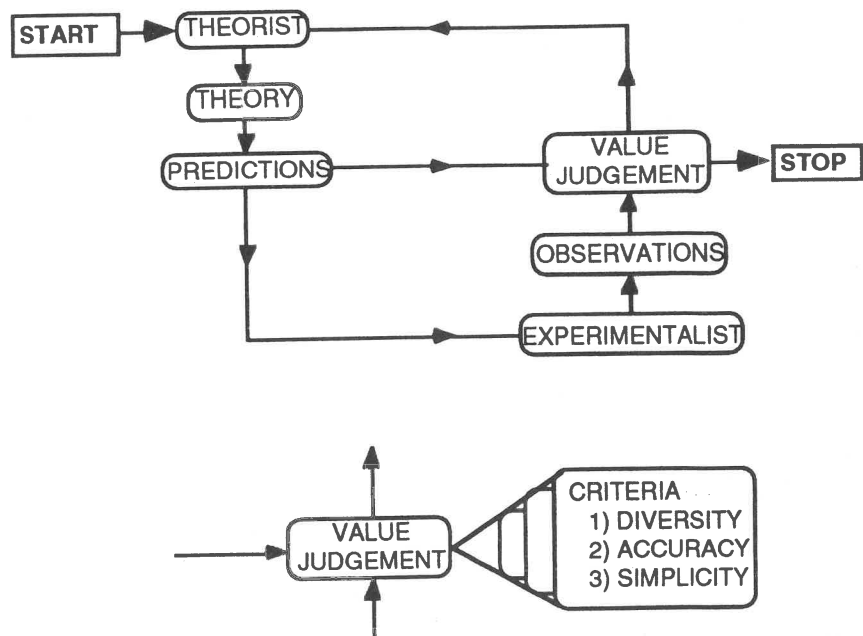 START
THEORIST
THEORY
PREDICTIONS
VALUE
JUDGEMENT
STOP
OBSERVATIONS
EXPERIMENTALIST
VALUE
JUDGEMENT
CRITERIA
1) DIVERSITY
2) ACCURACY
3) SIMPLICITY